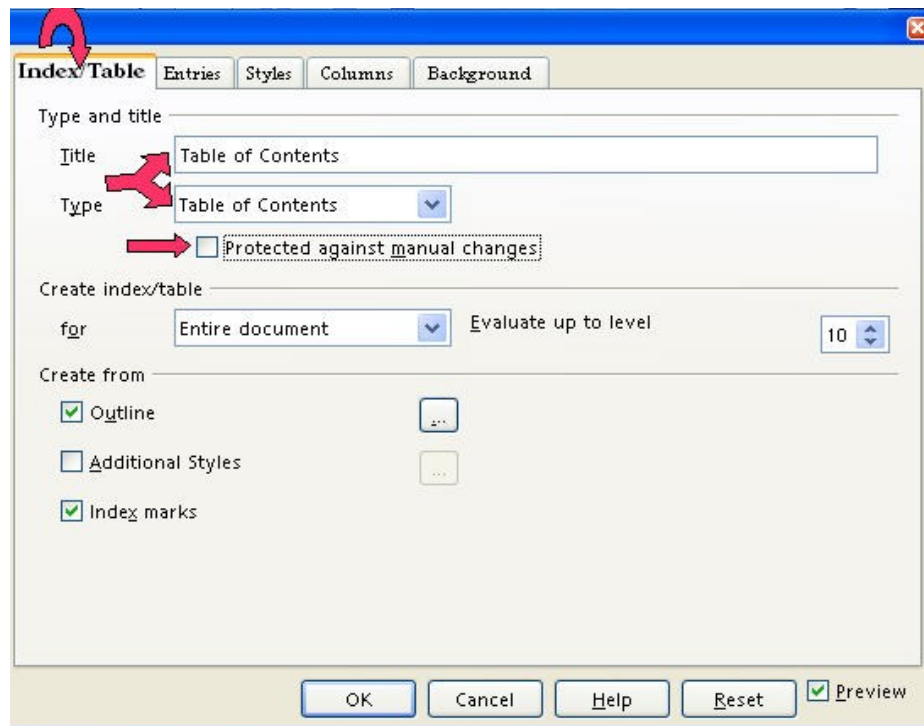 Index/Table Entries Styles Columns Background
Type and title
Title Table of Contents
Type Table of Contents
Protected against manual changes
Create index/table
for Entire document Evaluate up to level 10
Create from
Outline ...
Additional Styles ...
Index marks
OK Cancel Help Reset Preview